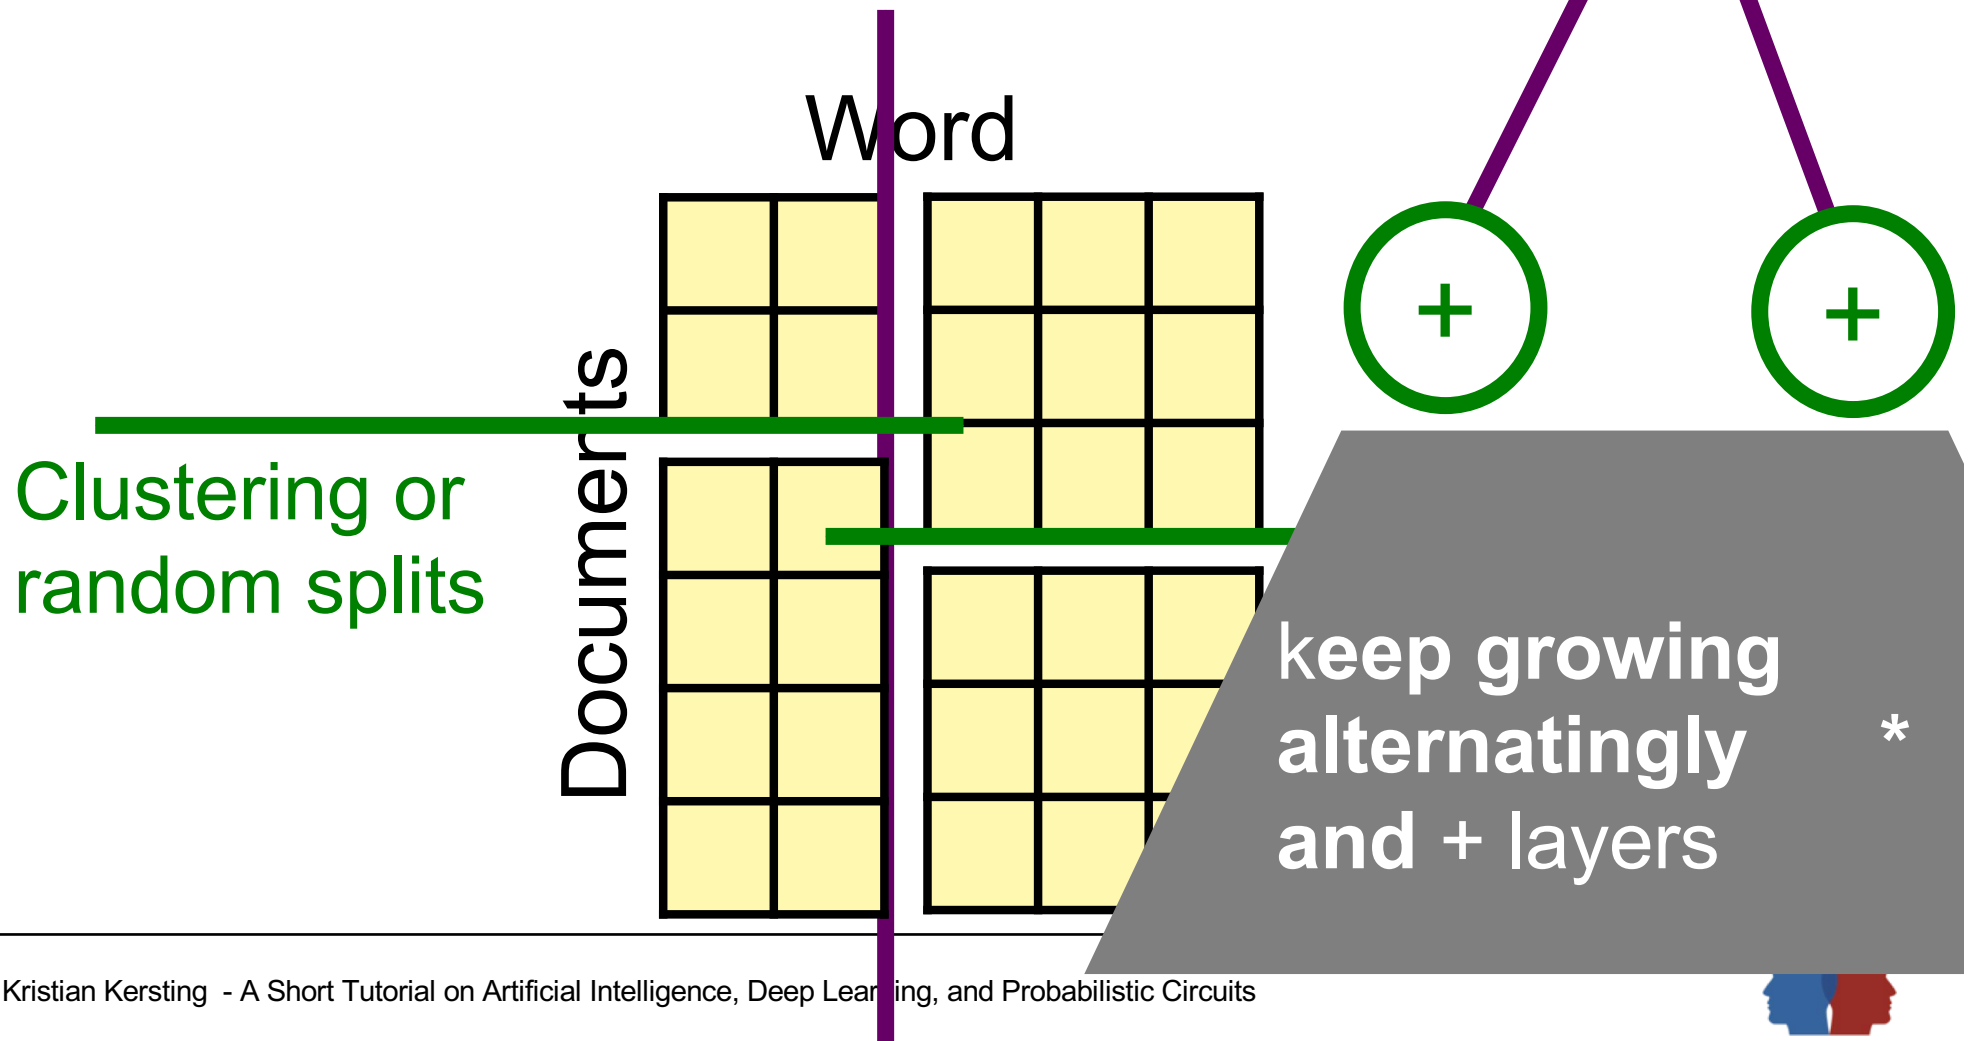 Word
Documents
Clustering or
random splits
+
+
keep growing
alternatingly *
and + layers
Kristian Kersting - A Short Tutorial on Artificial Intelligence, Deep Learning, and Probabilistic Circuits